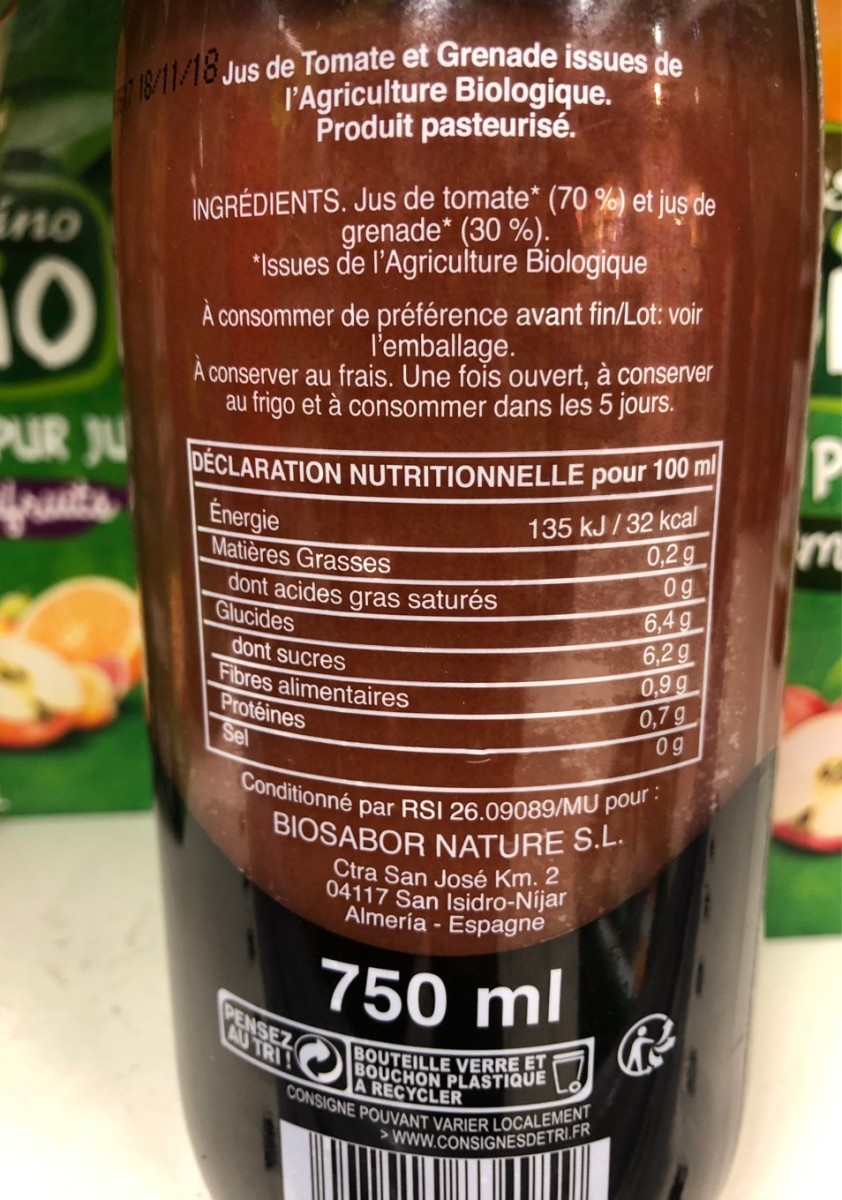 18/11/18
Jus de Tomate et Grenade issues de
l'Agriculture Biologique.
Produit pasteurisé.
INGRÉDIENTS. Jus de tomate* (70 %) et jus de
grenade* (30 %).
*Issues de l'Agriculture Biologique
À consommer de préférence avant fin/Lot: voir
l'emballage.
À conserver au frais. Une fois ouvert, à conserver
au frigo et à consommer dans les 5 jours.
DÉCLARATION NUTRITIONNELLE pour 100 ml
Énergie 135 kJ / 32 kcal
Matières Grasses 0,2 g
dont acides gras saturés 0 g
Glucides 6,4 g
dont sucres 6,2 g
Fibres alimentaires 0,9 g
Protéines 0,7 g
Sel 0 g
Conditionné par RSI 26.09089/MU pour :
BIOSABOR NATURE S.L.
Ctra San José Km. 2
04117 San Isidro-Níjar
Almería - Espagne
750 ml
PENSEZ
AU TRI !
BOUTEILLE VERRE ET
BOUCHON PLASTIQUE
À RECYCLER
CONSIGNE POUVANT VARIER LOCALEMENT
> WWW.CONSIGNESDETRI.FR
PUR JU